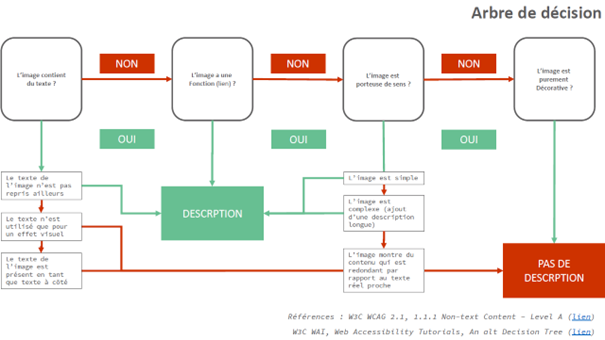 Arbre de décision
L'image contient
du texte ?
NON
L'image a une
Fonction (lien) ?
NON
L'image est
porteuse de sens ?
NON
L'image est
purement
Décorative ?
OUI
OUI
OUI
Le texte de
l'image n'est pas
repris ailleurs
Le texte n'est
utilisé que pour
un effet visuel
Le texte de
l'image est
présent en tant
que texte à côté
DESCRPTION
L'image est simple
L'image est
complexe (ajout
d'une description
longue)
L'image montre du
contenu qui est
redondant par
rapport au texte
réel proche
PAS DE
DESCRPTION
Références : W3C WCAG 2.1, 1.1.1 Non-text Content – Level A (lien)
W3C WAI, Web Accessibility Tutorials, An alt Decision Tree (lien)